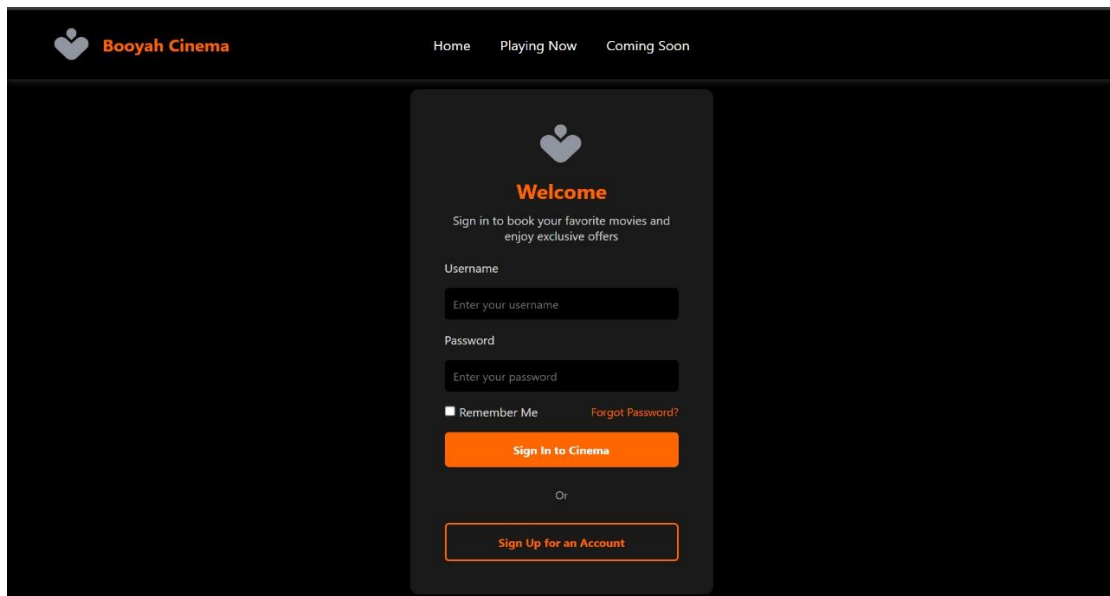 Booyah Cinema
Home Playing Now Coming Soon
Welcome
Sign in to book your favorite movies and
enjoy exclusive offers
Username
Enter your username
Password
Enter your password
Remember Me Forgot Password?
Sign In to Cinema
Or
Sign Up for an Account